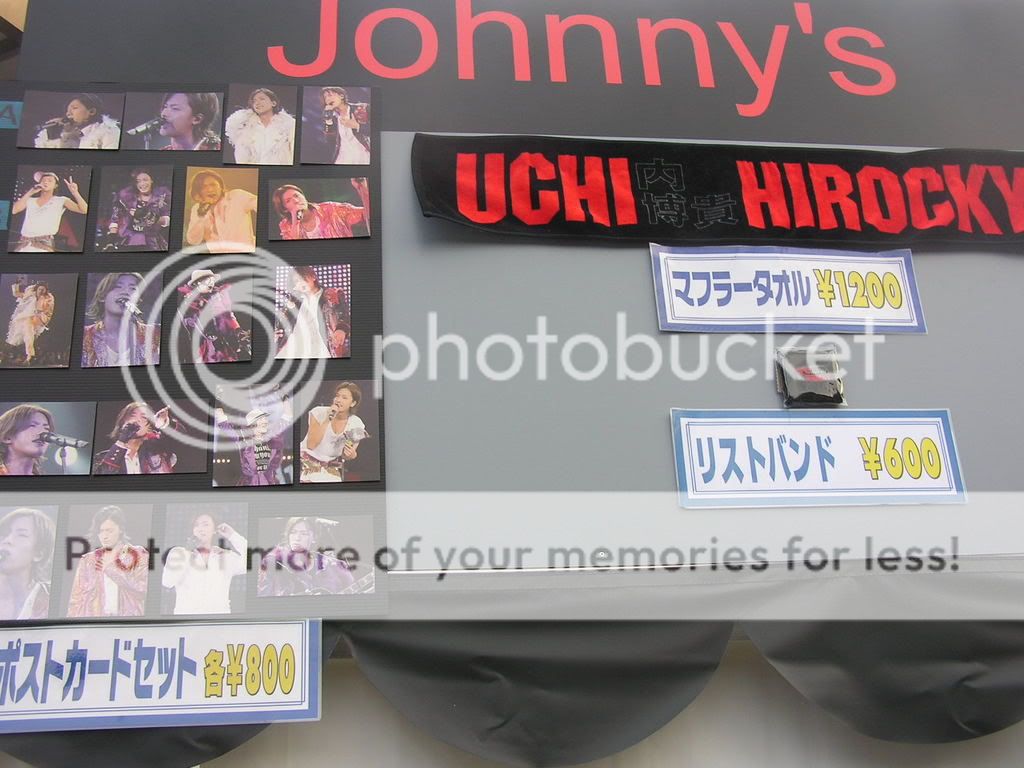 Johnny's
A
UCHI 内 博貴 HIROCKY
マフラータオル ¥1200
photobucket
リストバンド ¥600
Protect more of your memories for less!
ポストカードセット 各¥800